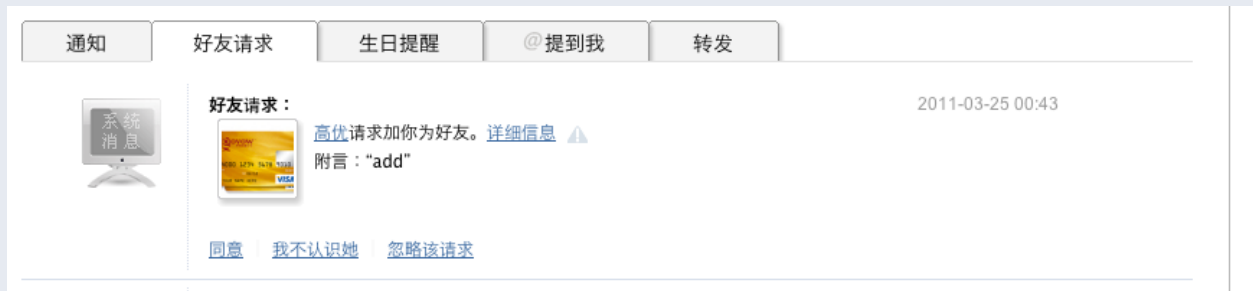 通知
好友请求
生日提醒
@提到我
转发
系统
消息
好友请求：
2011-03-25 00:43
高优请求加你为好友。详细信息
附言：“add”
VISA
同意
我不认识她
忽略该请求